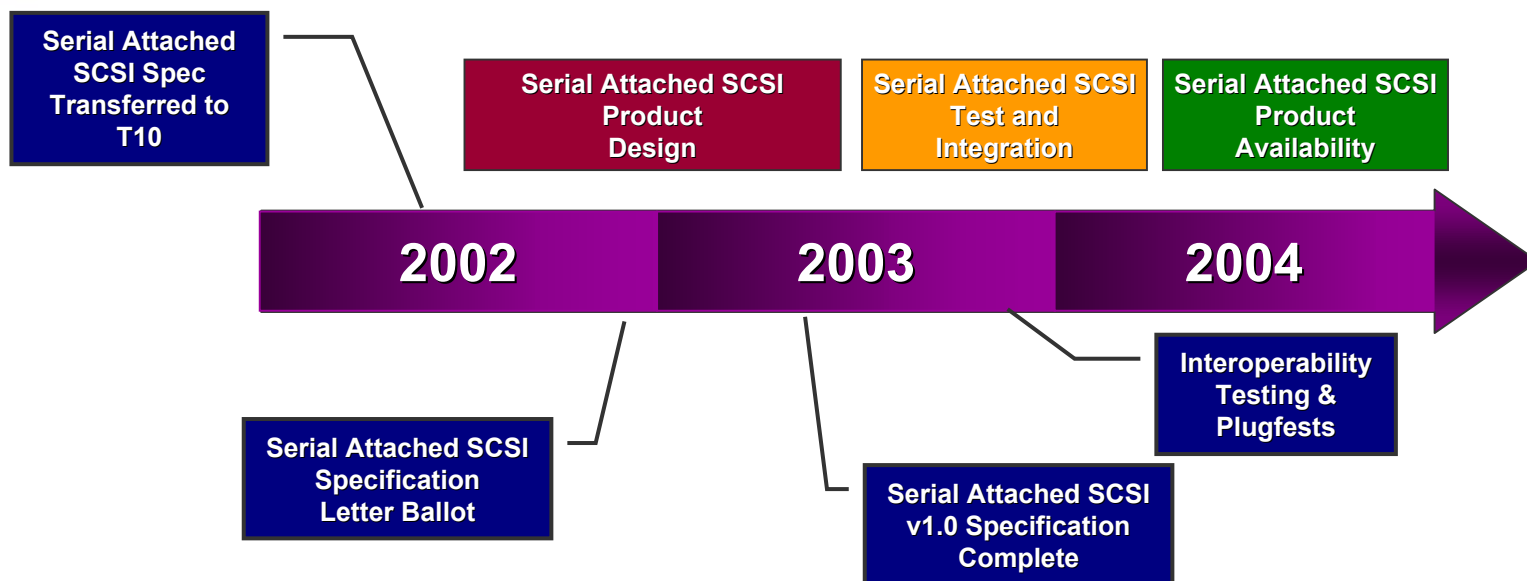 Serial Attached
SCSI Spec
Transferred to
T10
Serial Attached SCSI
Product
Design
Serial Attached SCSI
Test and
Integration
Serial Attached SCSI
Product
Availability
2002
2003
2004
Serial Attached SCSI
Specification
Letter Ballot
Serial Attached SCSI
v1.0 Specification
Complete
Interoperability
Testing &
Plugfests